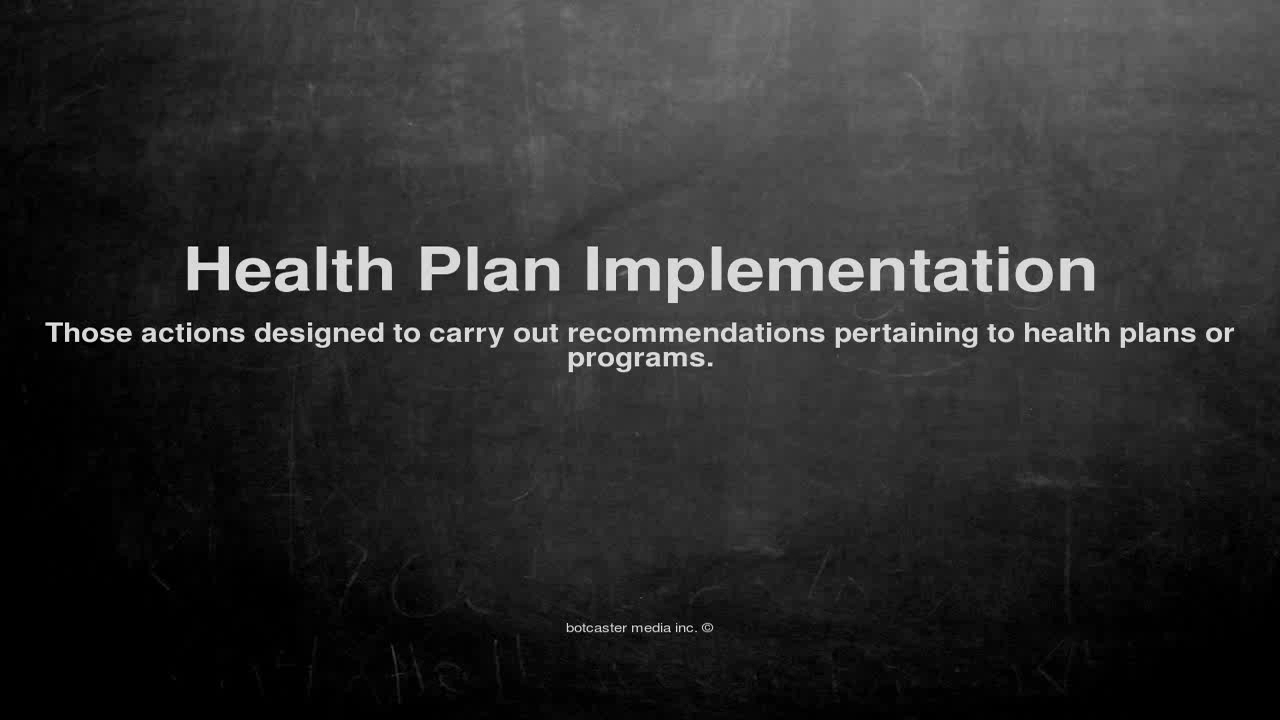 Health Plan Implementation
Those actions designed to carry out recommendations pertaining to health plans or
programs.
botcaster media inc. ©